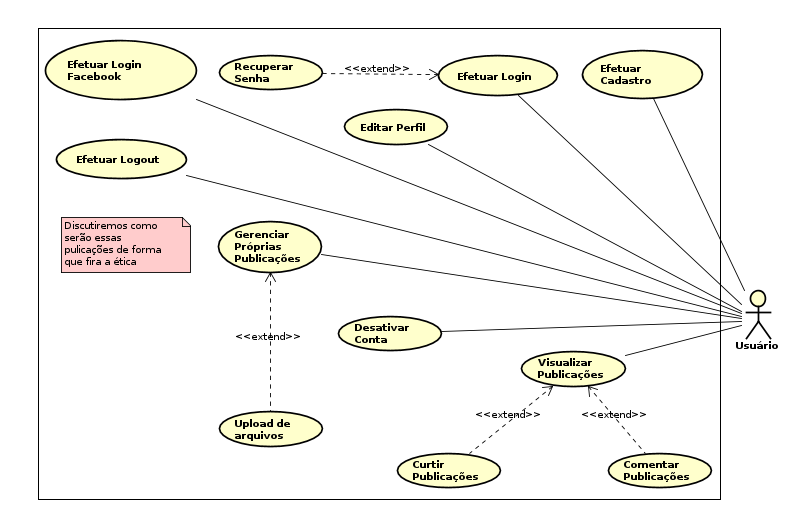 Efetuar Login
Facebook
Recuperar
Senha
<<extend>>
Efetuar Login
Efetuar
Cadastro
Editar Perfil
Efetuar Logout
Discutiremos como
serão essas
pulicações de forma
que fira a ética
Gerenciar
Próprias
Publicações
<<extend>>
Desativar
Conta
Usuário
Visualizar
Publicações
<<extend>>
<<extend>>
Upload de
arquivos
Curtir
Publicações
Comentar
Publicações